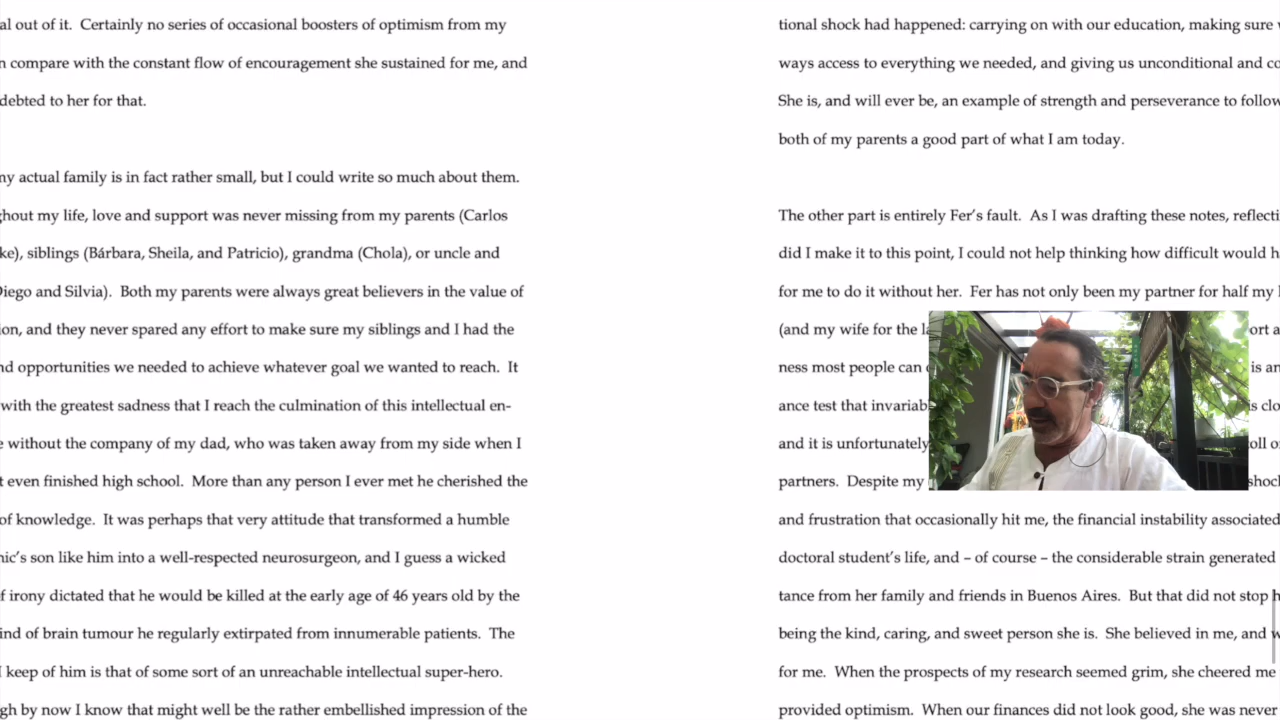 al out of it. Certainly no series of occasional boosters of optimism from my
n compare with the constant flow of encouragement she sustained for me, and
debted to her for that.
my actual family is in fact rather small, but I could write so much about them.
ghout my life, love and support was never missing from my parents (Carlos
ke), siblings (Bárbara, Sheila, and Patricio), grandma (Chola), or uncle and
Diego and Silvia). Both my parents were always great believers in the value of
ion, and they never spared any effort to make sure my siblings and I had the
nd opportunities we needed to achieve whatever goal we wanted to reach. It
with the greatest sadness that I reach the culmination of this intellectual en-
e without the company of my dad, who was taken away from my side when I
t even finished high school. More than any person I ever met he cherished the
of knowledge. It was perhaps that very attitude that transformed a humble
nic's son like him into a well-respected neurosurgeon, and I guess a wicked
f irony dictated that he would be killed at the early age of 46 years old by the
ind of brain tumour he regularly extirpated from innumerable patients. The
I keep of him is that of some sort of an unreachable intellectual super-hero.
gh by now I know that might well be the rather embellished impression of the
tional shock had happened: carrying on with our education, making sure
ways access to everything we needed, and giving us unconditional and co
She is, and will ever be, an example of strength and perseverance to follow
both of my parents a good part of what I am today.
The other part is entirely Fer's fault. As I was drafting these notes, reflecti
did I make it to this point, I could not help thinking how difficult would h
for me to do it without her. Fer has not only been my partner for half my
(and my wife for the la ort a
ness most people can is an
ance test that invariab s clo
and it is unfortunately oll o
partners. Despite my shoc
and frustration that occasionally hit me, the financial instability associated
doctoral student's life, and – of course – the considerable strain generated
tance from her family and friends in Buenos Aires. But that did not stop h
being the kind, caring, and sweet person she is. She believed in me, and w
for me. When the prospects of my research seemed grim, she cheered me
provided optimism. When our finances did not look good, she was never